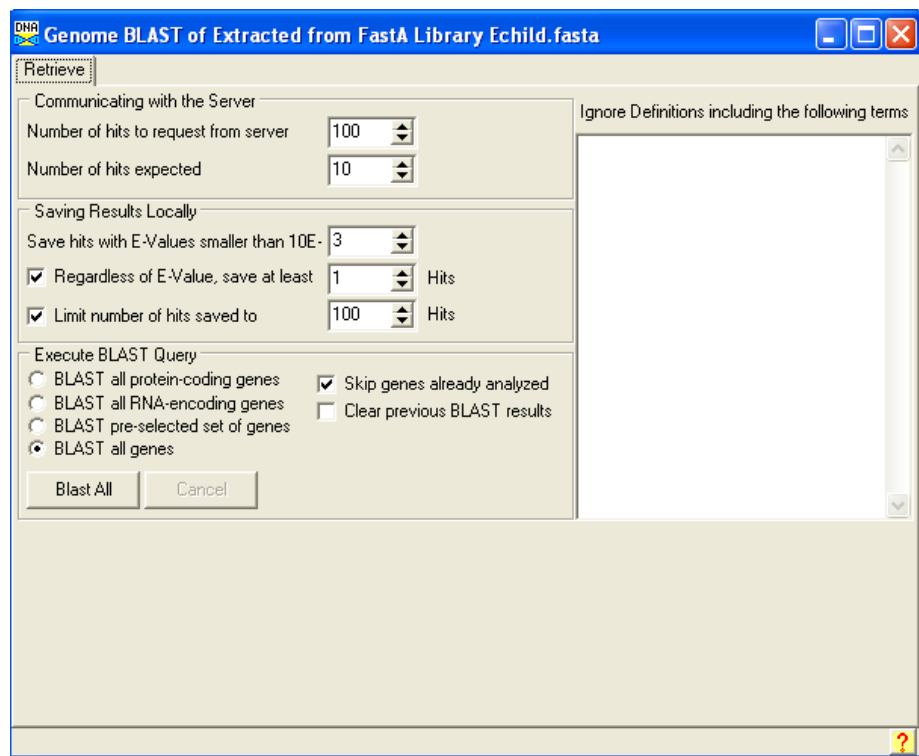 DNA
Genome BLAST of Extracted from FastA Library Echild.fasta
Retrieve
Communicating with the Server
Number of hits to request from server 100
Number of hits expected 10
Saving Results Locally
Save hits with E-Values smaller than 10E- 3
Regardless of E-Value, save at least 1 Hits
Limit number of hits saved to 100 Hits
Execute BLAST Query
BLAST all protein-coding genes
BLAST all RNA-encoding genes
BLAST pre-selected set of genes
BLAST all genes
Skip genes already analyzed
Clear previous BLAST results
Blast All
Cancel
Ignore Definitions including the following terms
?